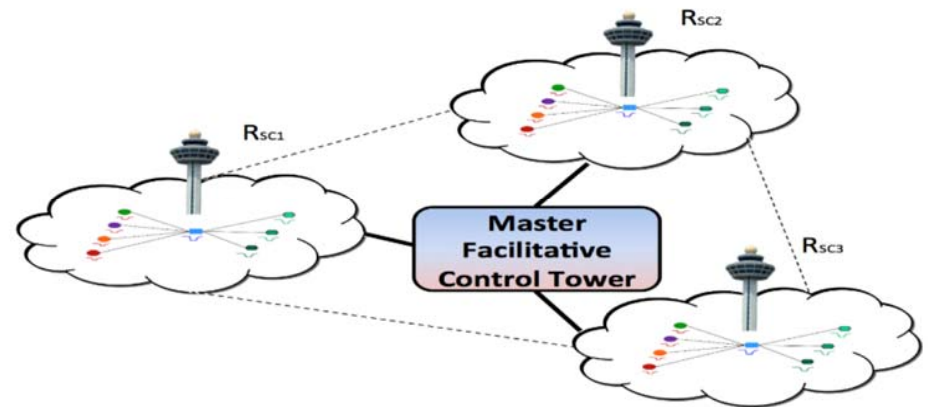 RSC2
RSC1
Master
Facilitative
Control Tower
RSC3